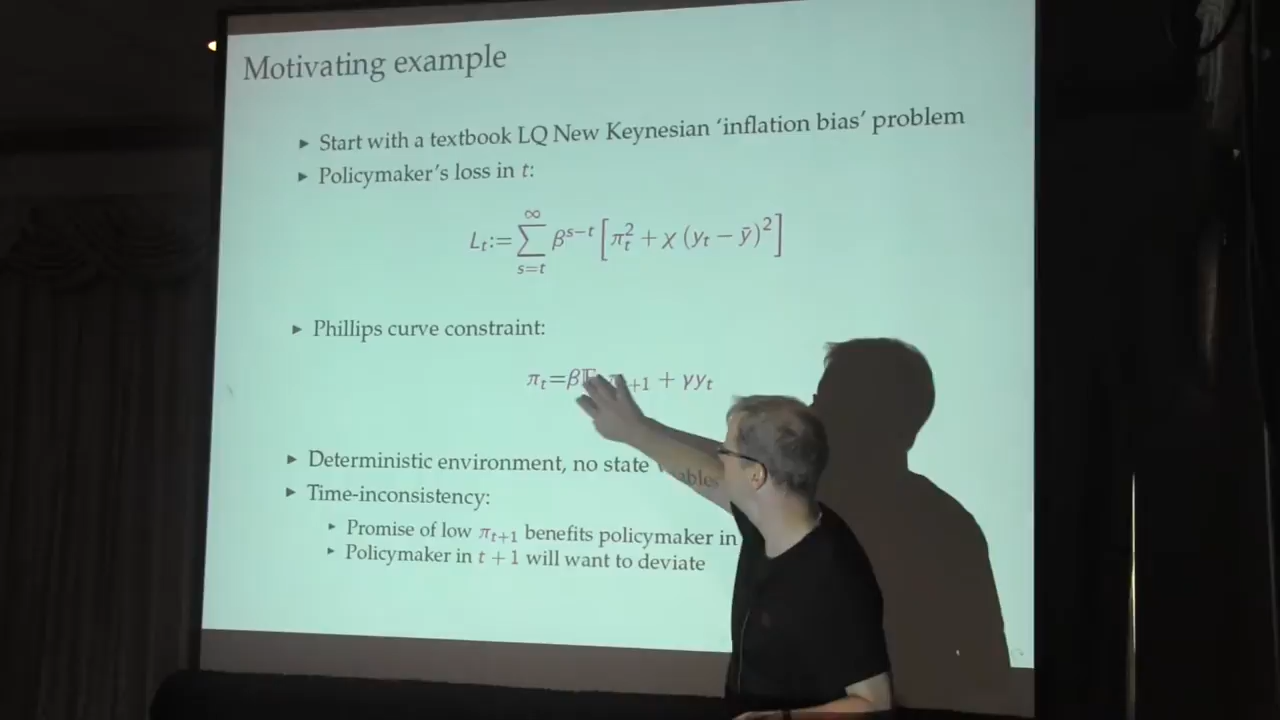 Motivating example
▸ Start with a textbook LQ New Keynesian ‘inflation bias’ problem
▸ Policymaker’s loss in t:
L_t := ∑_{s=t}^{∞} β^{s−t} [π_t^2 + χ (y_t − ȳ)^2]
▸ Phillips curve constraint:
π_t = β +1 + γy_t
▸ Deterministic environment, no state
▸ Time-inconsistency:
▸ Promise of low π_{t+1} benefits policymaker in
▸ Policymaker in t + 1 will want to deviate